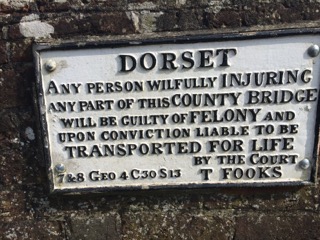 DORSET
ANY PERSON WILFULLY INJURING
ANY PART OF THIS COUNTY BRIDGE
WILL BE GUILTY OF FELONY AND
UPON CONVICTION LIABLE TO BE
TRANSPORTED FOR LIFE
BY THE COURT
7&8 GEO 4 C30 S13 T FOOKS